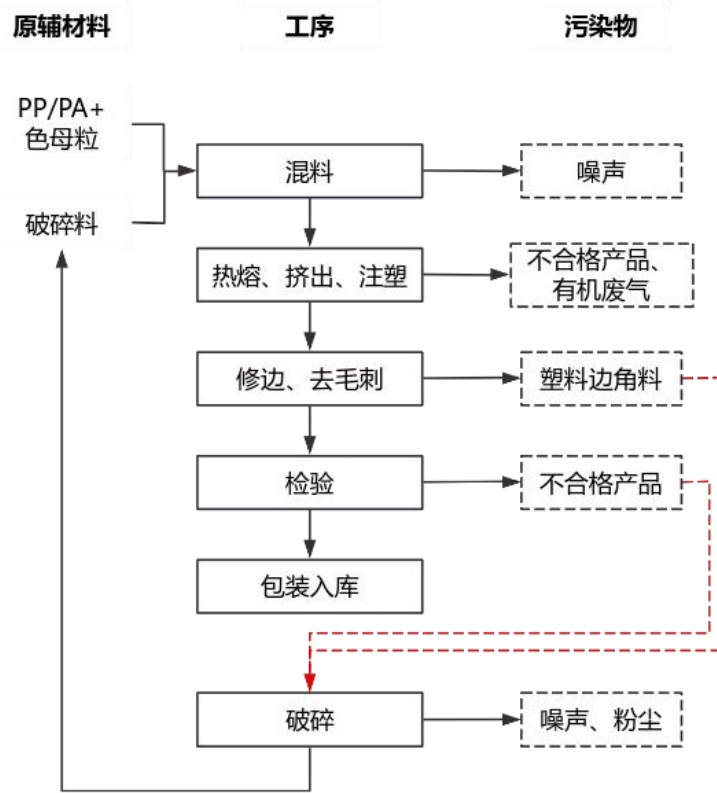 原辅材料
工序
污染物
PP/PA+
色母粒
混料
噪声
破碎料
热熔、挤出、注塑
不合格产品、
有机废气
修边、去毛刺
塑料边角料
检验
不合格产品
包装入库
破碎
噪声、粉尘